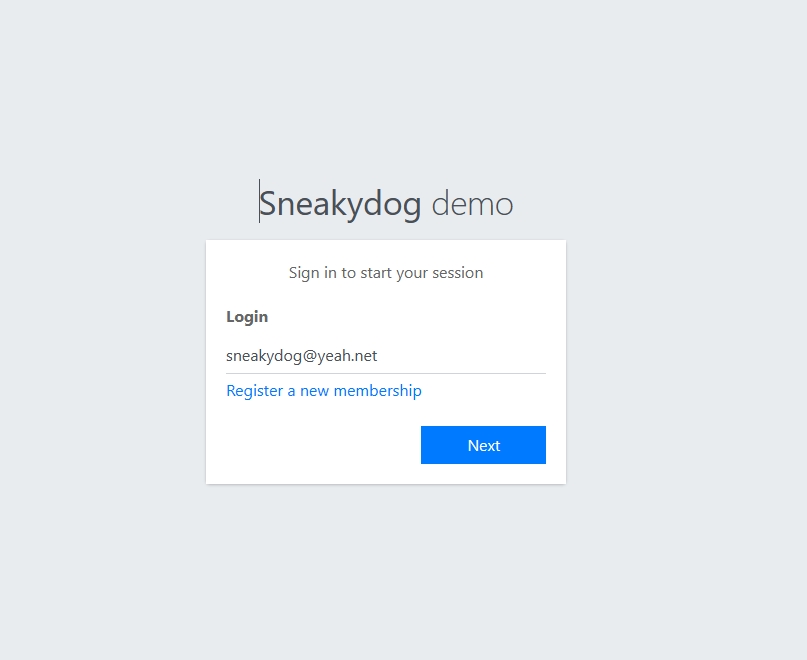 Sneakydog demo
Sign in to start your session
Login
sneakydog@yeah.net
Register a new membership
Next